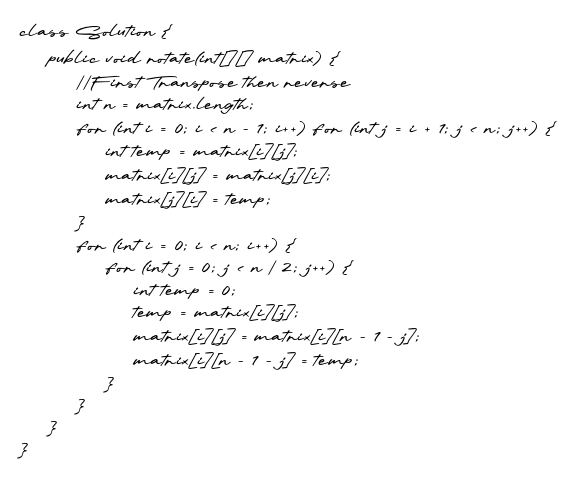 class Solution {
    public void rotate(int[][] matrix) {
        //First Transpose then reverse
        int n = matrix.length;
        for (int i = 0; i < n - 1; i++) for (int j = i + 1; j < n; j++) {
            int temp = matrix[i][j];
            matrix[i][j] = matrix[j][i];
            matrix[j][i] = temp;
        }
        for (int i = 0; i < n; i++) {
            for (int j = 0; j < n / 2; j++) {
                int temp = 0;
                temp = matrix[i][j];
                matrix[i][j] = matrix[i][n - 1 - j];
                matrix[i][n - 1 - j] = temp;
            }
        }
    }
}